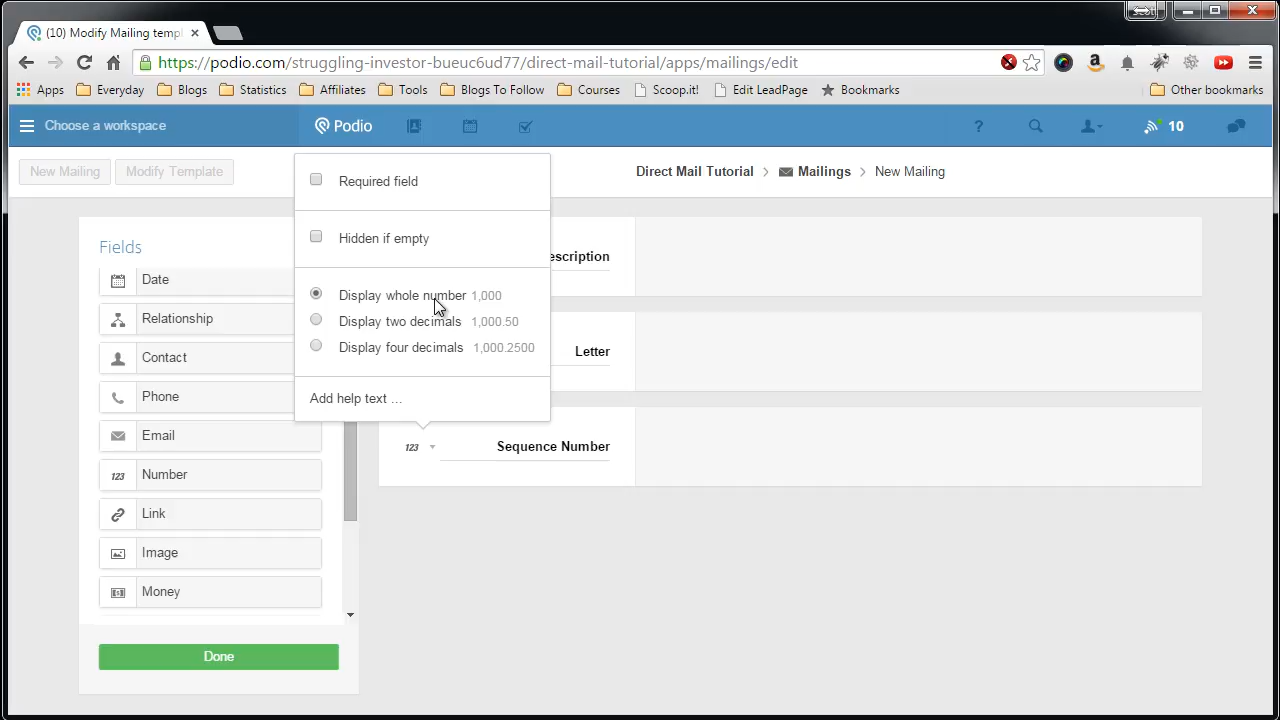 (10) Modify Mailing templ
https://podio.com/struggling-investor-bueuc6ud77/direct-mail-tutorial/apps/mailings/edit
Apps Everyday Blogs Statistics Affiliates Tools Blogs To Follow Courses Scoop.it! Edit LeadPage Bookmarks Other bookmarks
Choose a workspace Podio ? 10
New Mailing Modify Template Direct Mail Tutorial > Mailings > New Mailing
Required field
Hidden if empty
Display whole number 1,000
Display two decimals 1,000.50
Display four decimals 1,000.2500
Add help text ...
Fields
Date
Relationship
Contact
Phone
Email
123 Number
Link
Image
Money
Done
escription
Letter
123 Sequence Number